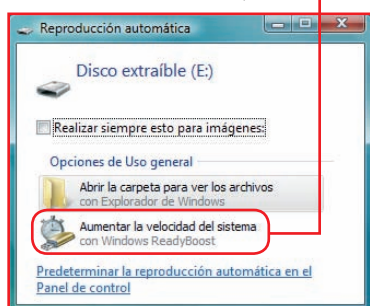 Reproducción automática
Disco extraíble (E:)
Realizar siempre esto para imágenes:
Opciones de Uso general
Abrir la carpeta para ver los archivos
con Explorador de Windows
Aumentar la velocidad del sistema
con Windows ReadyBoost
Predeterminar la reproducción automática en el
Panel de control